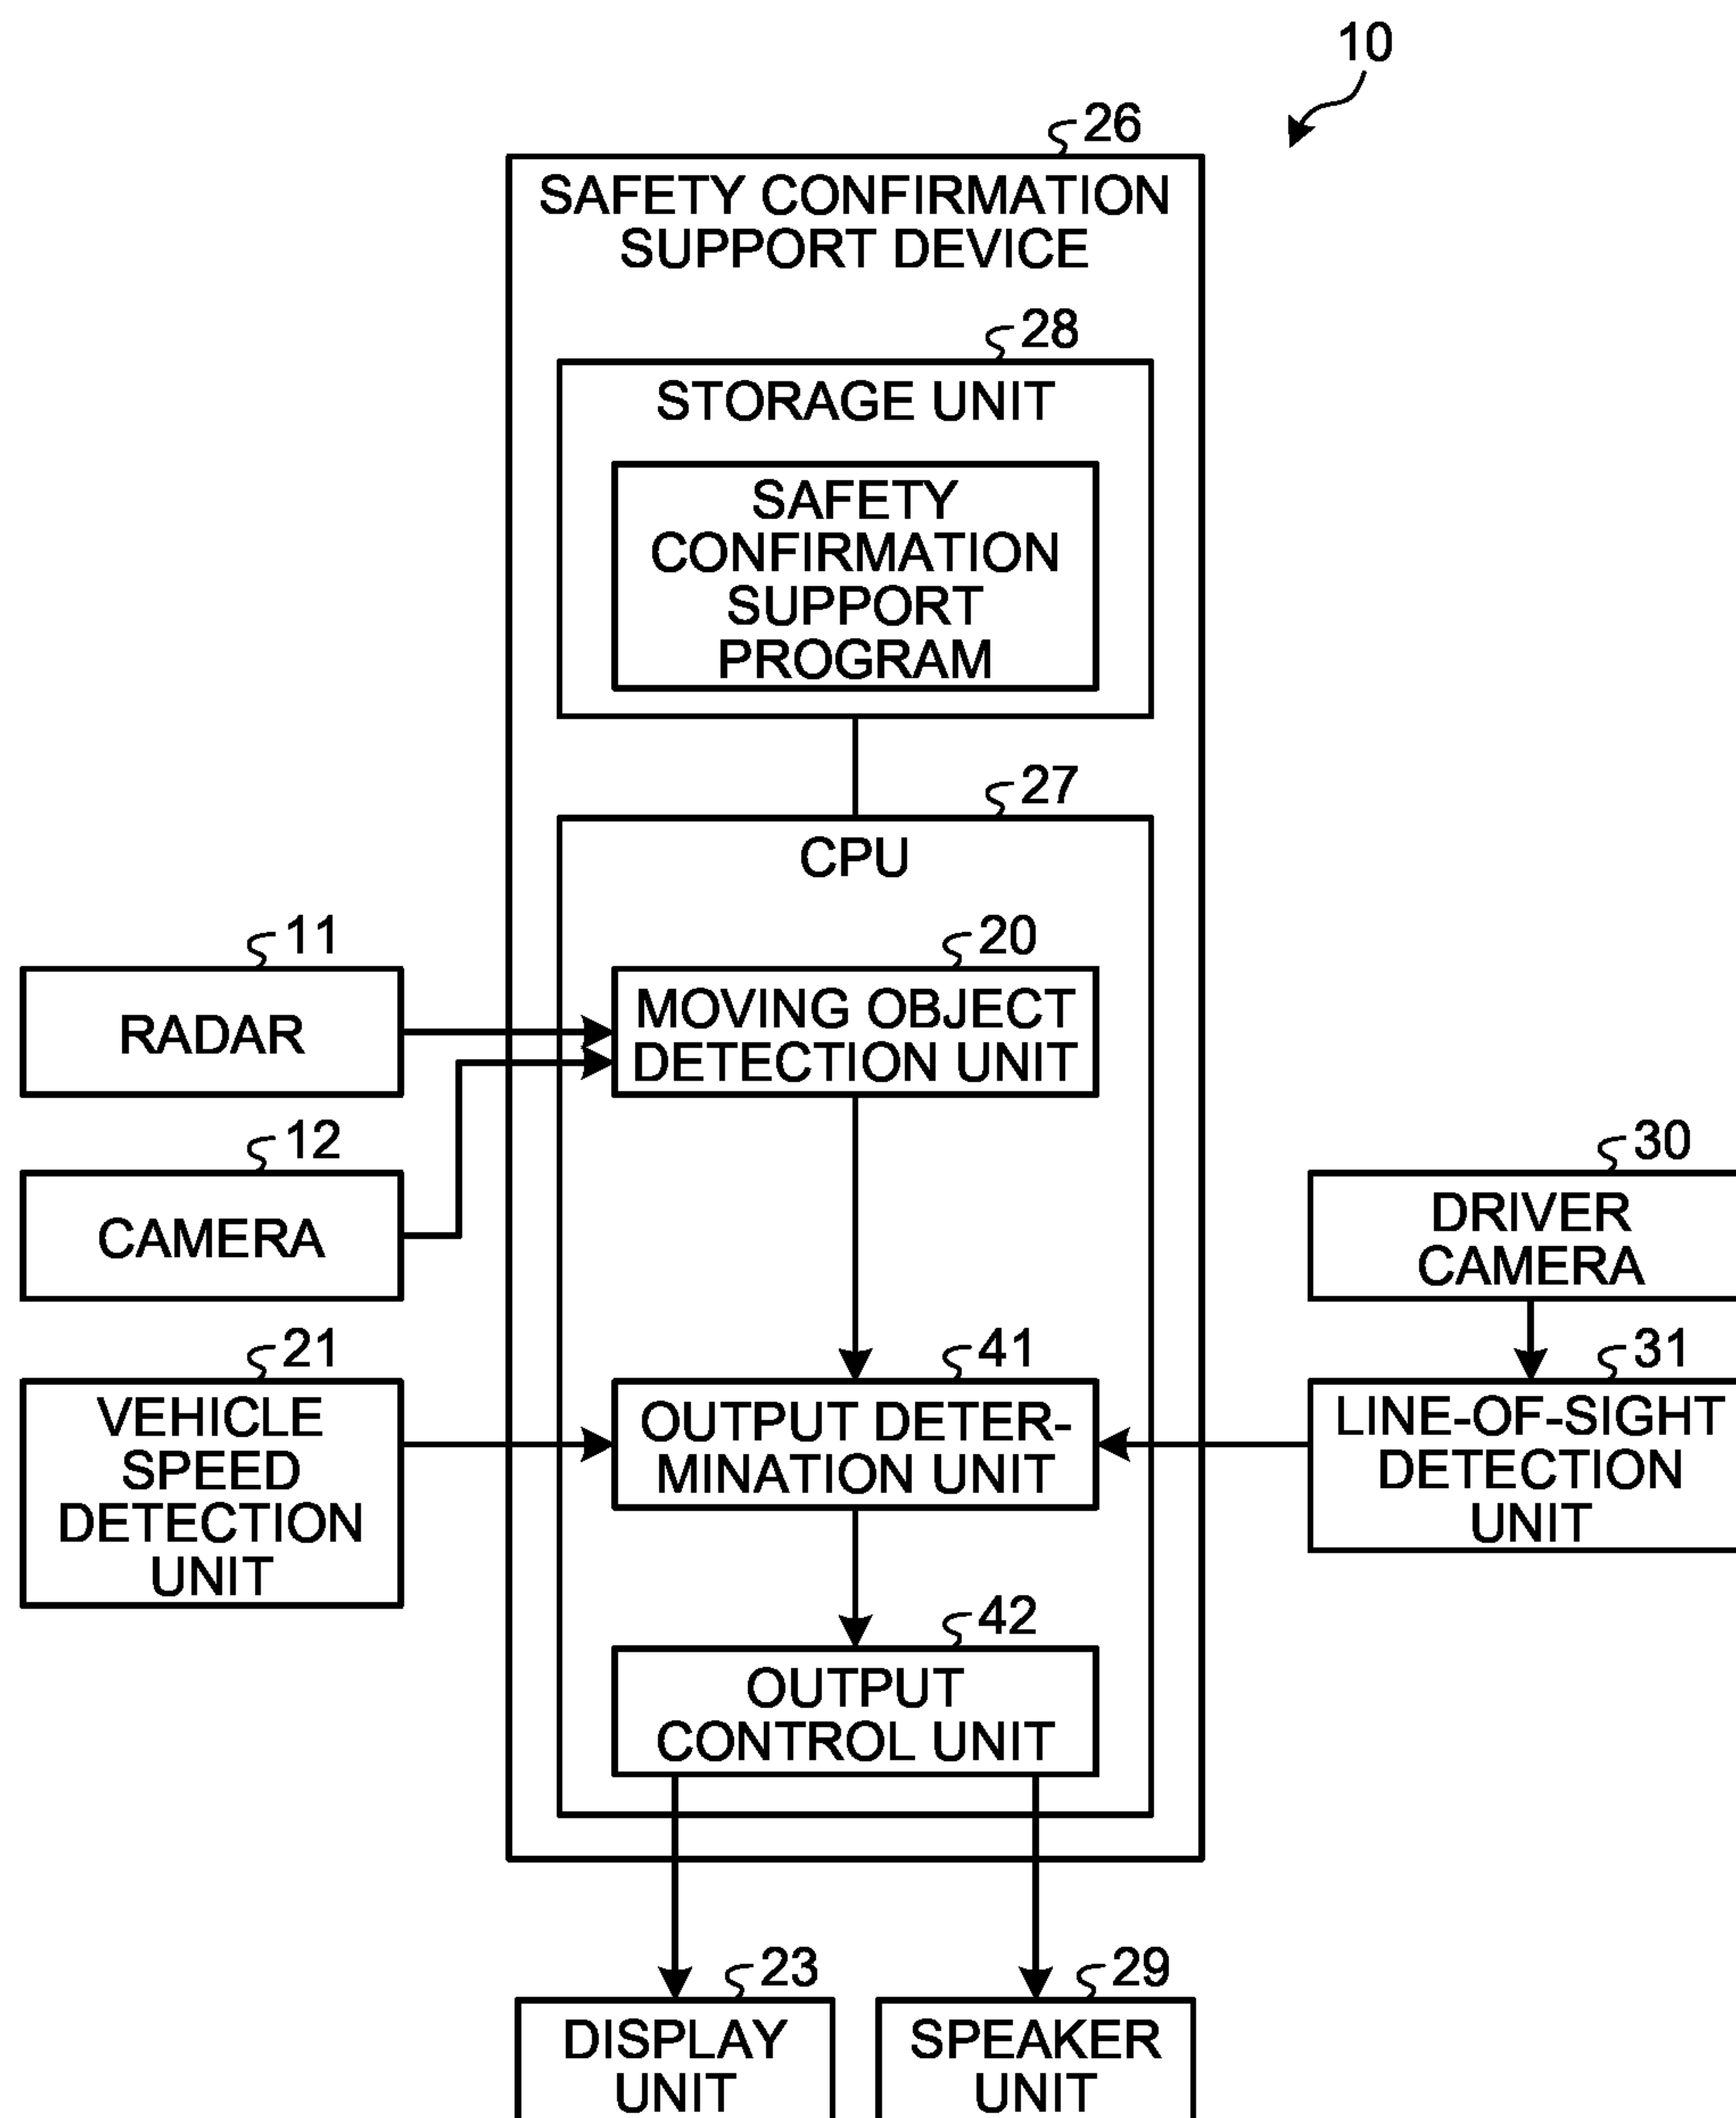 10
26
SAFETY CONFIRMATION
SUPPORT DEVICE
28
STORAGE UNIT
SAFETY
CONFIRMATION
SUPPORT
PROGRAM
27
CPU
11
RADAR
20
MOVING OBJECT
DETECTION UNIT
12
CAMERA
30
DRIVER
CAMERA
21
VEHICLE
SPEED
DETECTION
UNIT
41
OUTPUT DETER-
MINATION UNIT
31
LINE-OF-SIGHT
DETECTION
UNIT
42
OUTPUT
CONTROL UNIT
23
DISPLAY
UNIT
29
SPEAKER
UNIT